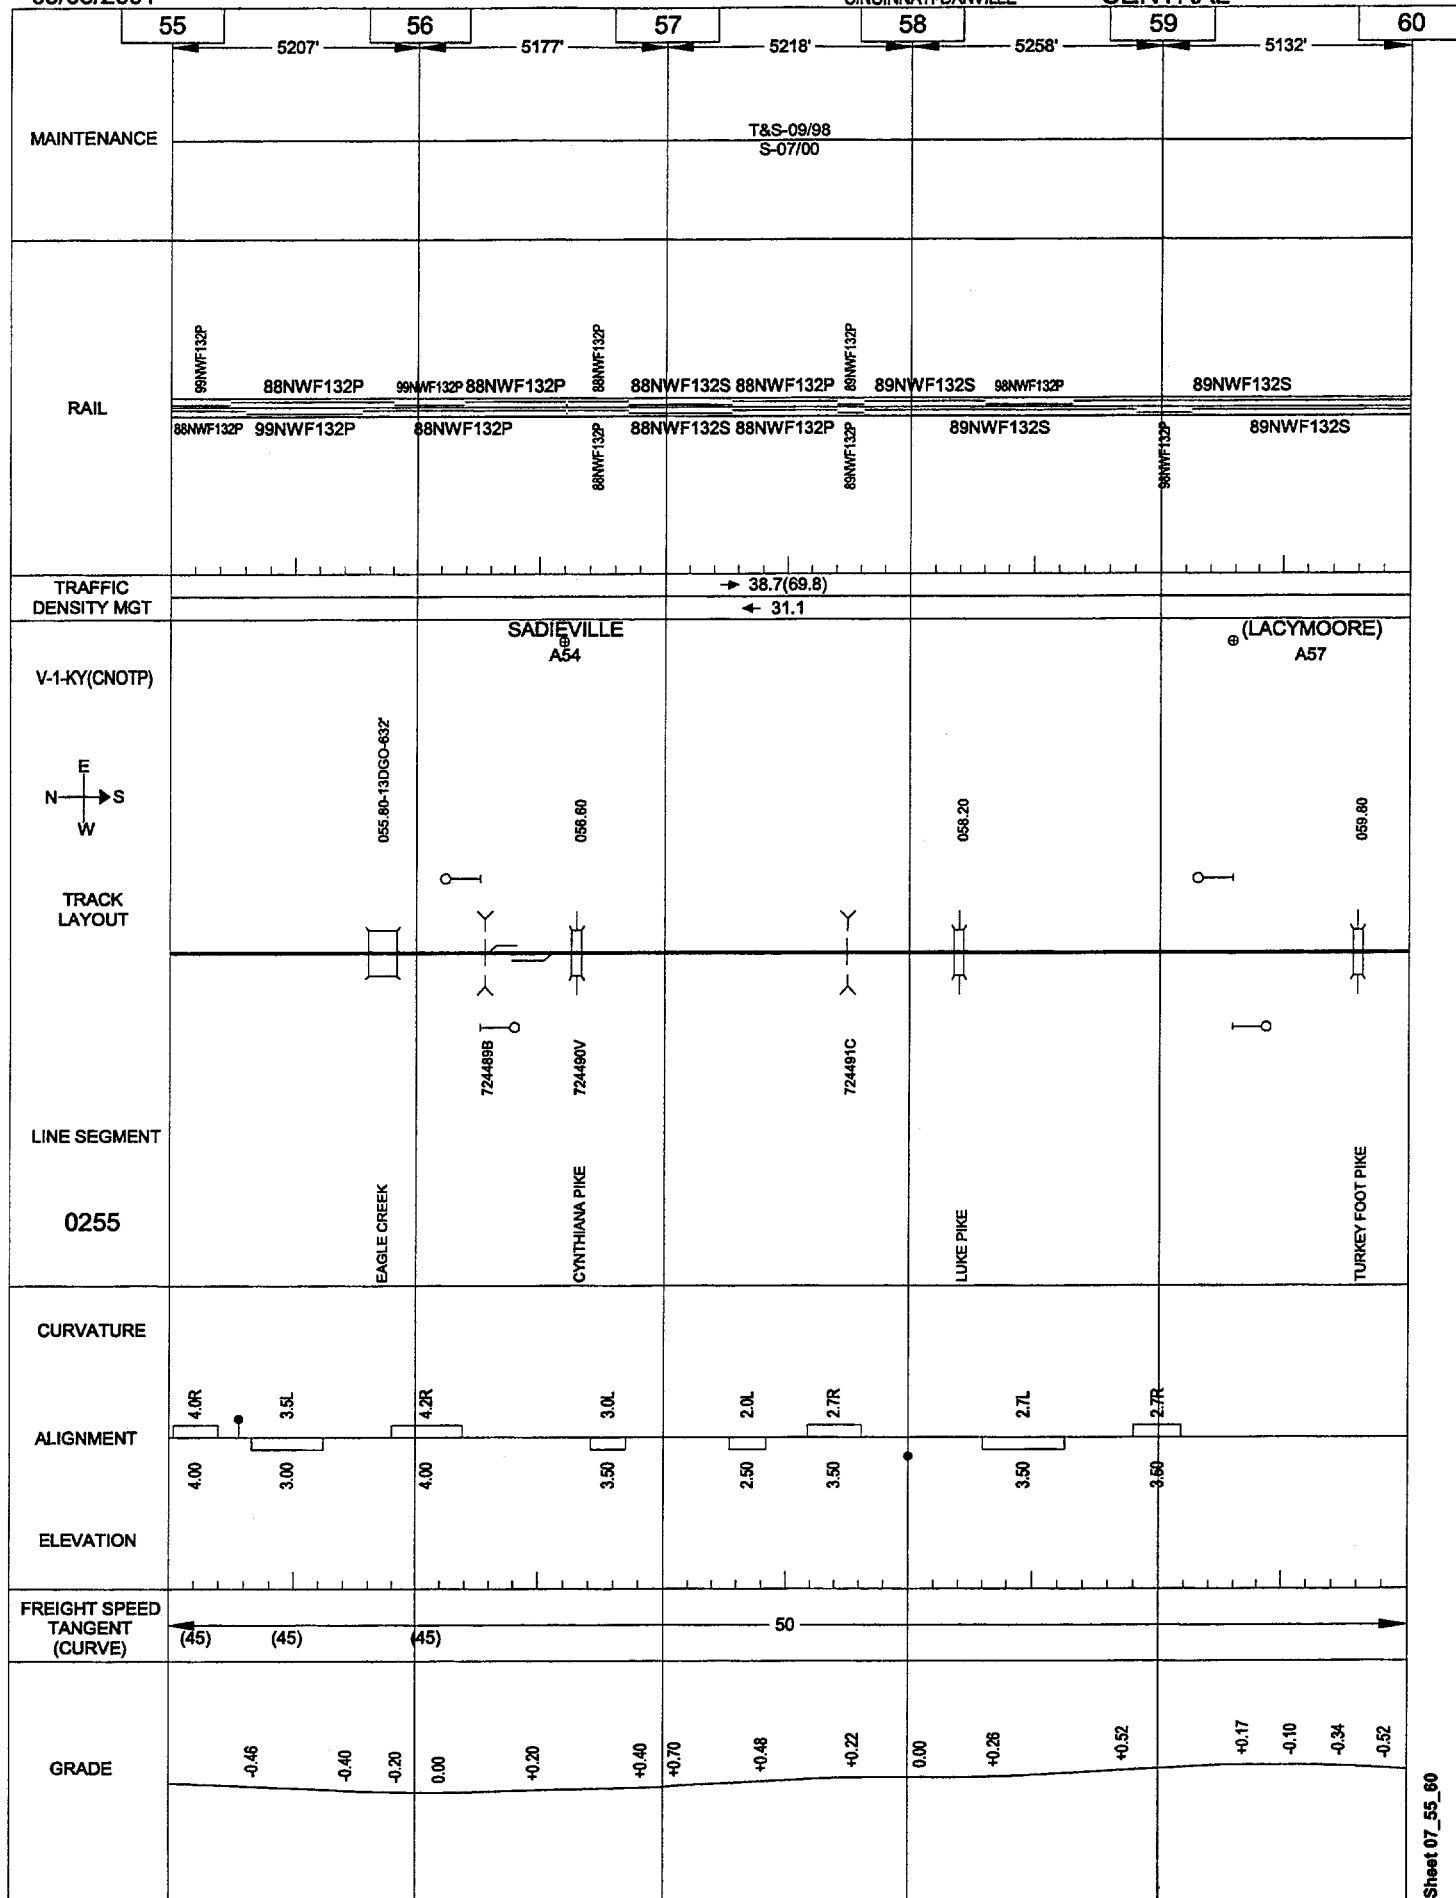 55 56 57 58 59 60
5207' 5177' 5218' 5258' 5132'
MAINTENANCE
T&S-09/98
S-07/00
RAIL
99NWF132P 88NWF132P 99NWF132P 88NWF132P 88NWF132P 88NWF132S 88NWF132P 89NWF132P 89NWF132S 98NWF132P 89NWF132S
88NWF132P 99NWF132P 88NWF132P 88NWF132P 88NWF132S 88NWF132P 89NWF132P 89NWF132S 98NWF132P 89NWF132S
TRAFFIC
DENSITY MGT
→ 38.7(69.8)
← 31.1
SADIEVILLE
A54
(LACYMOORE)
A57
V-1-KY(CNOTP)
E
N S
W
055.80-13DGO-632'
056.60
058.20
059.80
TRACK
LAYOUT
724489B
724490V
724491C
LINE SEGMENT
0255
EAGLE CREEK
CYNTHIANA PIKE
LUKE PIKE
TURKEY FOOT PIKE
CURVATURE
4.0R 3.5L 4.2R 3.0L 2.0L 2.7R 2.7L 2.7R
ALIGNMENT
4.00 3.00 4.00 3.50 2.50 3.50 3.50 3.50
ELEVATION
FREIGHT SPEED
TANGENT
(CURVE)
50
(45) (45) (45)
GRADE
-0.46 -0.40 -0.20 0.00 +0.20 +0.40 +0.70 +0.48 +0.22 0.00 +0.26 +0.52 +0.17 -0.10 -0.34 -0.52
Sheet 07_55_60